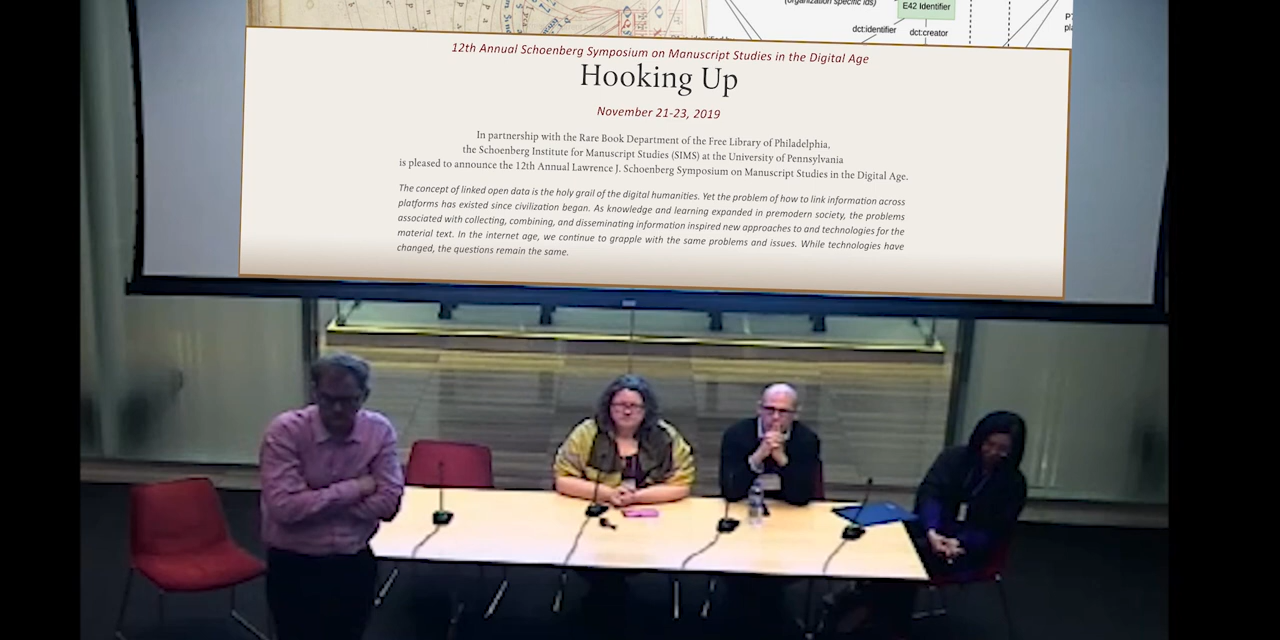 (organization specific ids)
E42 Identifier
dct:identifier
dct:creator
12th Annual Schoenberg Symposium on Manuscript Studies in the Digital Age
Hooking Up
November 21-23, 2019
In partnership with the Rare Book Department of the Free Library of Philadelphia,
the Schoenberg Institute for Manuscript Studies (SIMS) at the University of Pennsylvania
is pleased to announce the 12th Annual Lawrence J. Schoenberg Symposium on Manuscript Studies in the Digital Age.
The concept of linked open data is the holy grail of the digital humanities. Yet the problem of how to link information across
platforms has existed since civilization began. As knowledge and learning expanded in premodern society, the problems
associated with collecting, combining, and disseminating information inspired new approaches to and technologies for the
material text. In the internet age, we continue to grapple with the same problems and issues. While technologies have
changed, the questions remain the same.